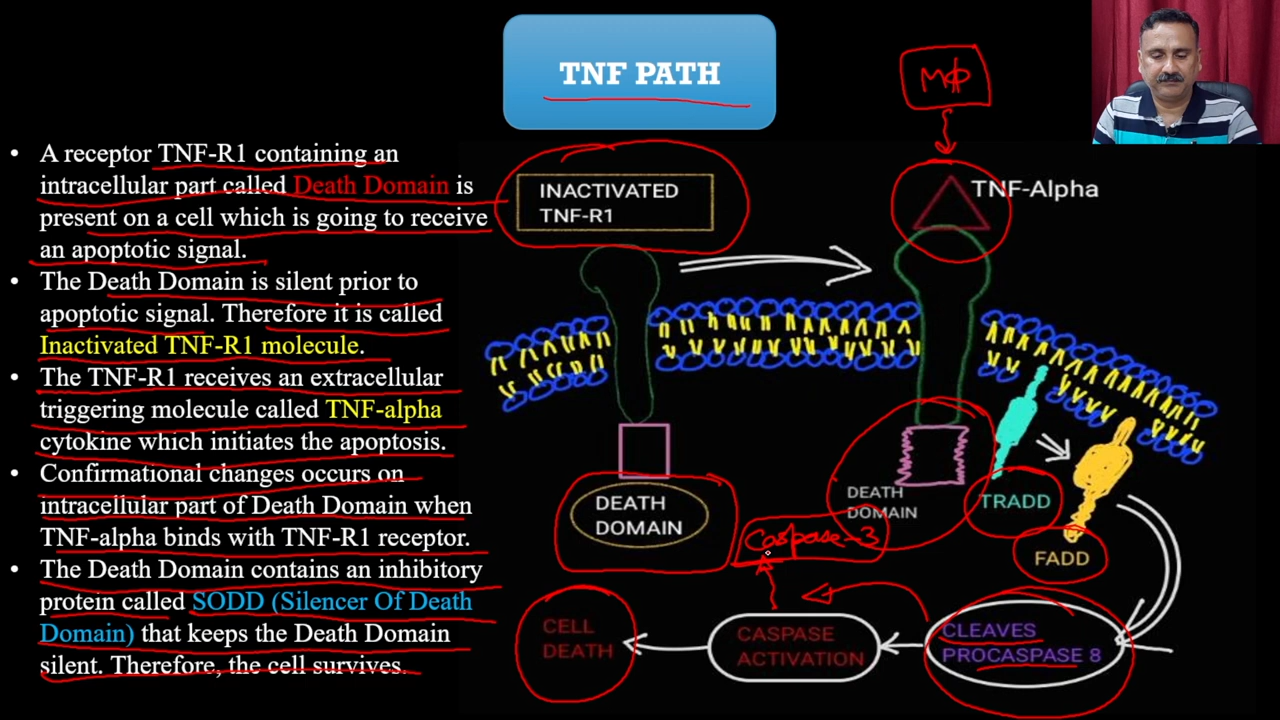 TNF PATH
• A receptor TNF-R1 containing an
intracellular part called Death Domain is
present on a cell which is going to receive
an apoptotic signal.
• The Death Domain is silent prior to
apoptotic signal. Therefore it is called
Inactivated TNF-R1 molecule.
• The TNF-R1 receives an extracellular
triggering molecule called TNF-alpha
cytokine which initiates the apoptosis.
• Confirmational changes occurs on
intracellular part of Death Domain when
TNF-alpha binds with TNF-R1 receptor.
• The Death Domain contains an inhibitory
protein called SODD (Silencer Of Death
Domain) that keeps the Death Domain
silent. Therefore, the cell survives.
INACTIVATED
TNF-R1
MΦ
TNF-Alpha
DEATH
DOMAIN
DEATH
DOMAIN
TRADD
FADD
Caspase-3
CLEAVES
PROCASPASE 8
CASPASE
ACTIVATION
CELL
DEATH